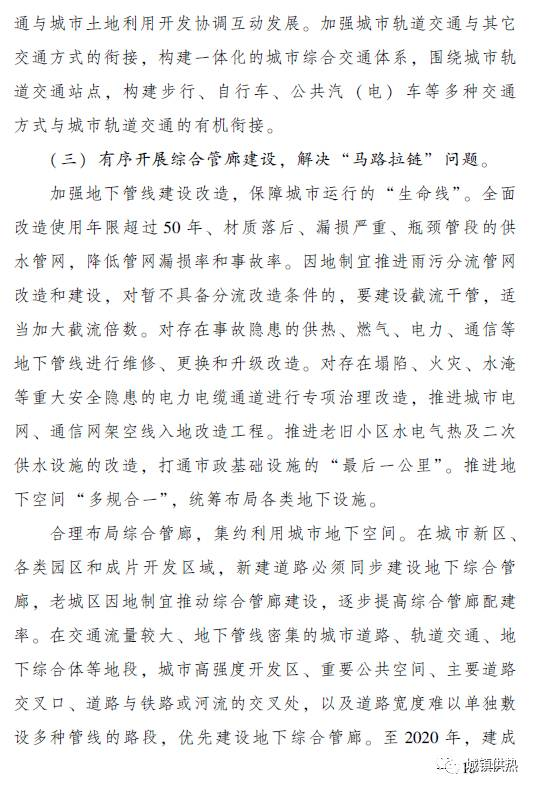 通与城市土地利用开发协调互动发展。加强城市轨道交通与其它
交通方式的衔接，构建一体化的城市综合交通体系，围绕城市轨
道交通站点，构建步行、自行车、公共汽（电）车等多种交通
方式与城市轨道交通的有机衔接。
（三）有序开展综合管廊建设，解决“马路拉链”问题。
加强地下管线建设改造，保障城市运行的“生命线”。全面
改造使用年限超过50年、材质落后、漏损严重、瓶颈管段的供
水管网，降低管网漏损率和事故率。因地制宜推进雨污分流管网
改造和建设，对暂不具备分流改造条件的，要建设截流干管，适
当加大截流倍数。对存在事故隐患的供热、燃气、电力、通信等
地下管线进行维修、更换和升级改造。对存在塌陷、火灾、水淹
等重大安全隐患的电力电缆通道进行专项治理改造，推进城市电
网、通信网架空线入地改造工程。推进老旧小区水电气热及二次
供水设施的改造，打通市政基础设施的“最后一公里”。推进地
下空间“多规合一”，统筹布局各类地下设施。
合理布局综合管廊，集约利用城市地下空间。在城市新区、
各类园区和成片开发区域，新建道路必须同步建设地下综合管
廊，老城区因地制宜推动综合管廊建设，逐步提高综合管廊配建
率。在交通流量较大、地下管线密集的城市道路、轨道交通、地
下综合体等地段，城市高强度开发区、重要公共空间、主要道路
交叉口、道路与铁路或河流的交叉处，以及道路宽度难以单独敷
设多种管线的路段，优先建设地下综合管廊。至2020年，建成
城镇供热